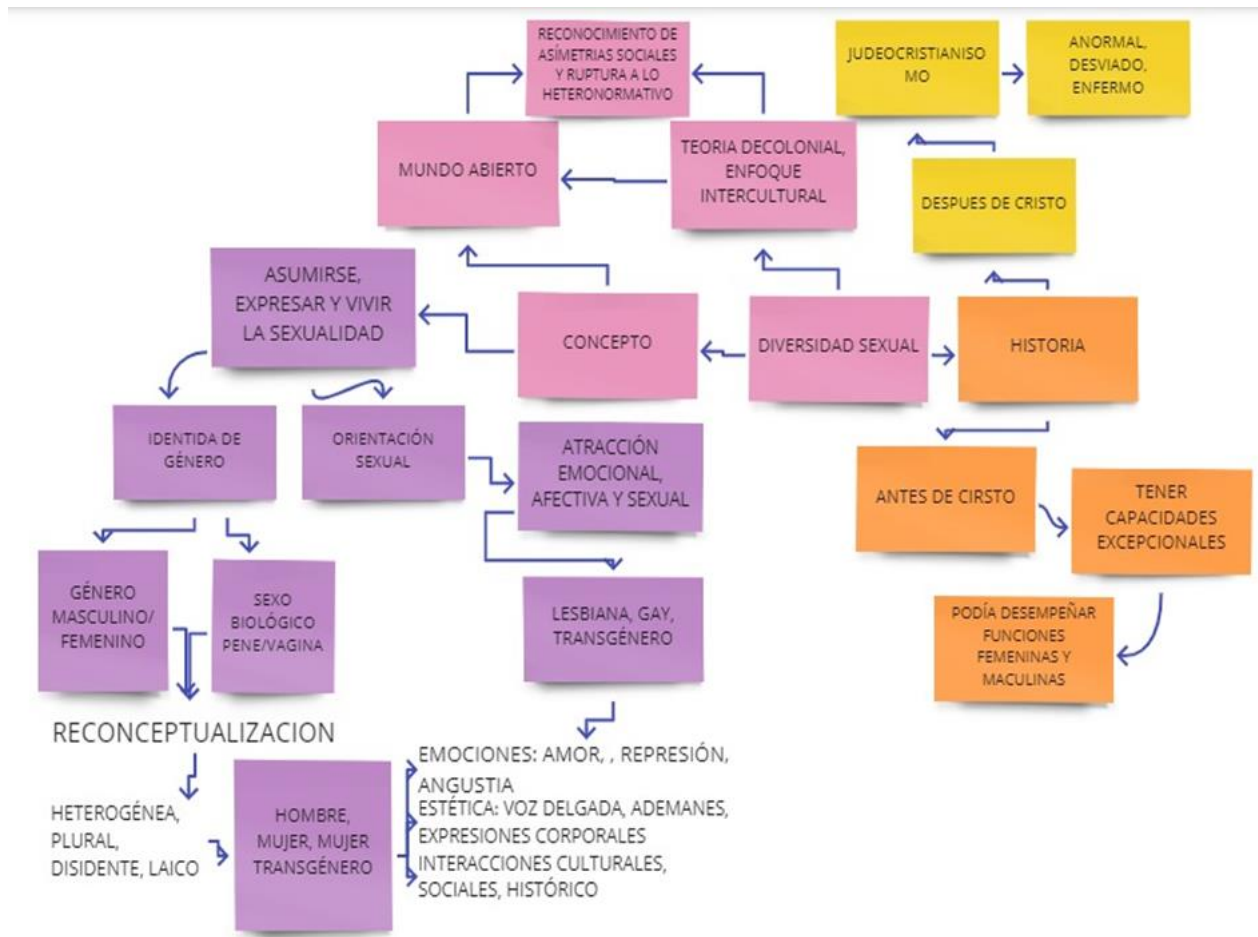 RECONOCIMIENTO DE
ASÍMETRIAS SOCIALES
Y RUPTURA A LO
HETERONORMATIVO
JUDEOCRISTIANISO
MO
ANORMAL,
DESVIADO,
ENFERMO
MUNDO ABIERTO
TEORIA DECOLONIAL,
ENFOQUE
INTERCULTURAL
DESPUES DE CRISTO
ASUMIRSE,
EXPRESAR Y VIVIR
LA SEXUALIDAD
CONCEPTO
DIVERSIDAD SEXUAL
HISTORIA
IDENTIDA DE
GÉNERO
ORIENTACIÓN
SEXUAL
ATRACCIÓN
EMOCIONAL,
AFECTIVA Y SEXUAL
ANTES DE CIRSTO
TENER
CAPACIDADES
EXCEPCIONALES
GÉNERO
MASCULINO/
FEMENINO
SEXO
BIOLÓGICO
PENE/VAGINA
LESBIANA, GAY,
TRANSGÉNERO
PODÍA DESEMPEÑAR
FUNCIONES
FEMENINAS Y
MACULINAS
RECONCEPTUALIZACION
HETEROGÉNEA,
PLURAL,
DISIDENTE, LAICO
HOMBRE,
MUJER, MUJER
TRANSGÉNERO
EMOCIONES: AMOR, , REPRESIÓN,
ANGUSTIA
ESTÉTICA: VOZ DELGADA, ADEMANES,
EXPRESIONES CORPORALES
INTERACCIONES CULTURALES,
SOCIALES, HISTÓRICO